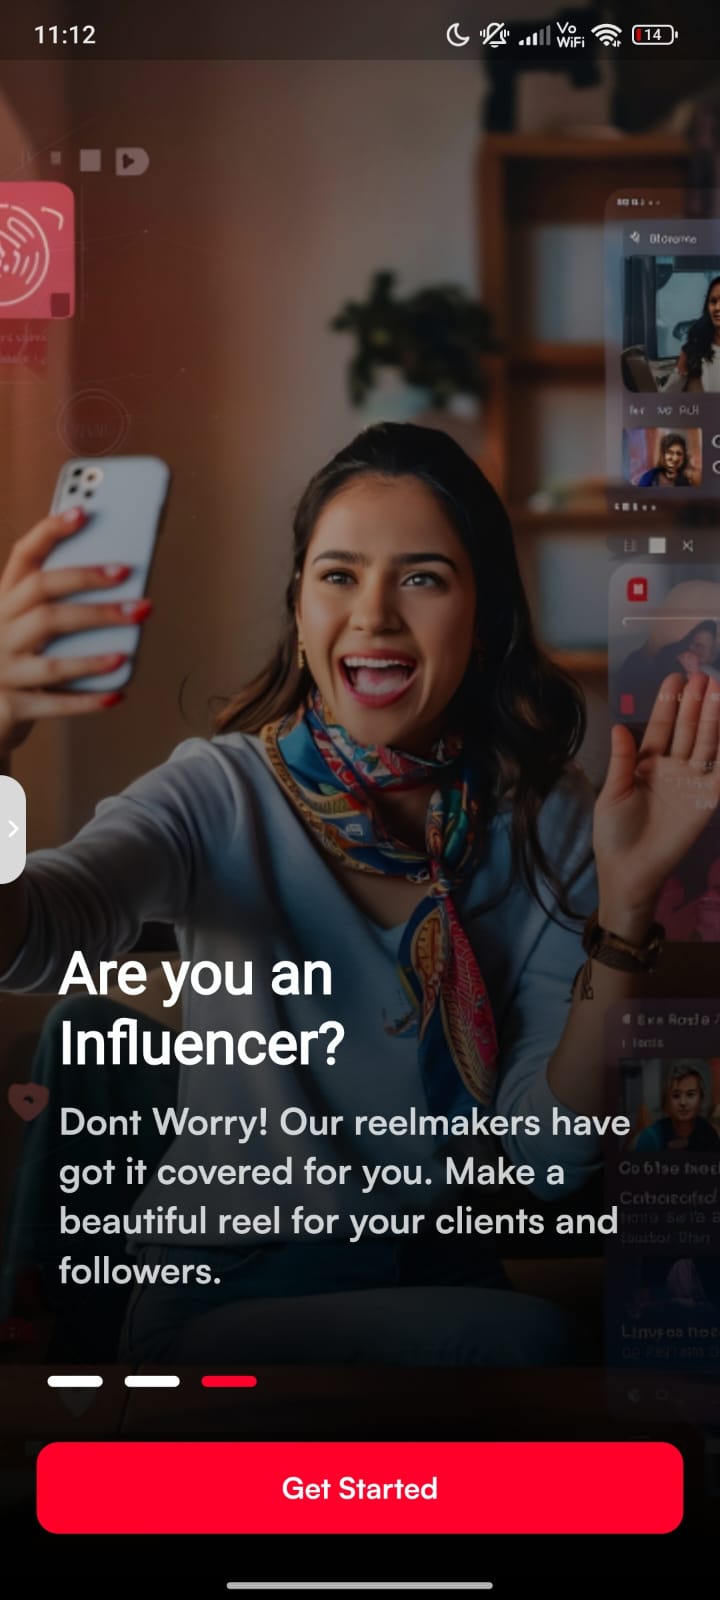 11:12
Vo
WiFi
14
Are you an
Influencer?
Dont Worry! Our reelmakers have
got it covered for you. Make a
beautiful reel for your clients and
followers.
Get Started